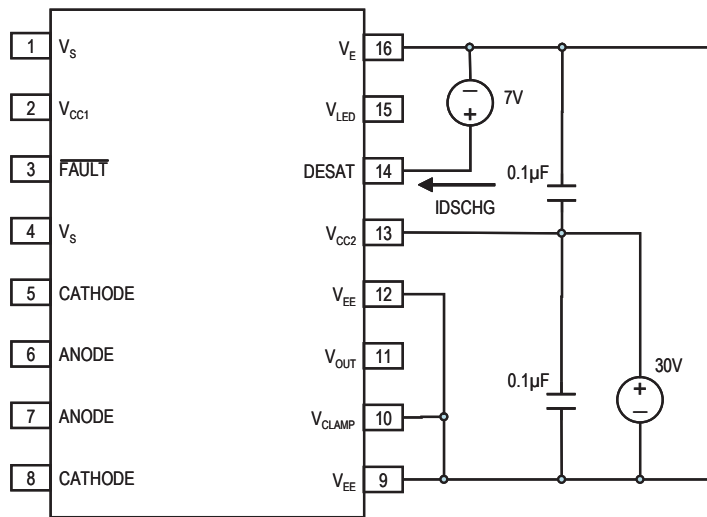 1 V_S
2 V_CC1
3 FAULT
4 V_S
5 CATHODE
6 ANODE
7 ANODE
8 CATHODE
V_E 16
V_LED 15
DESAT 14
V_CC2 13
V_EE 12
V_OUT 11
V_CLAMP 10
V_EE 9
− + 7V
IDSCHG
0.1µF
0.1µF
30V + −